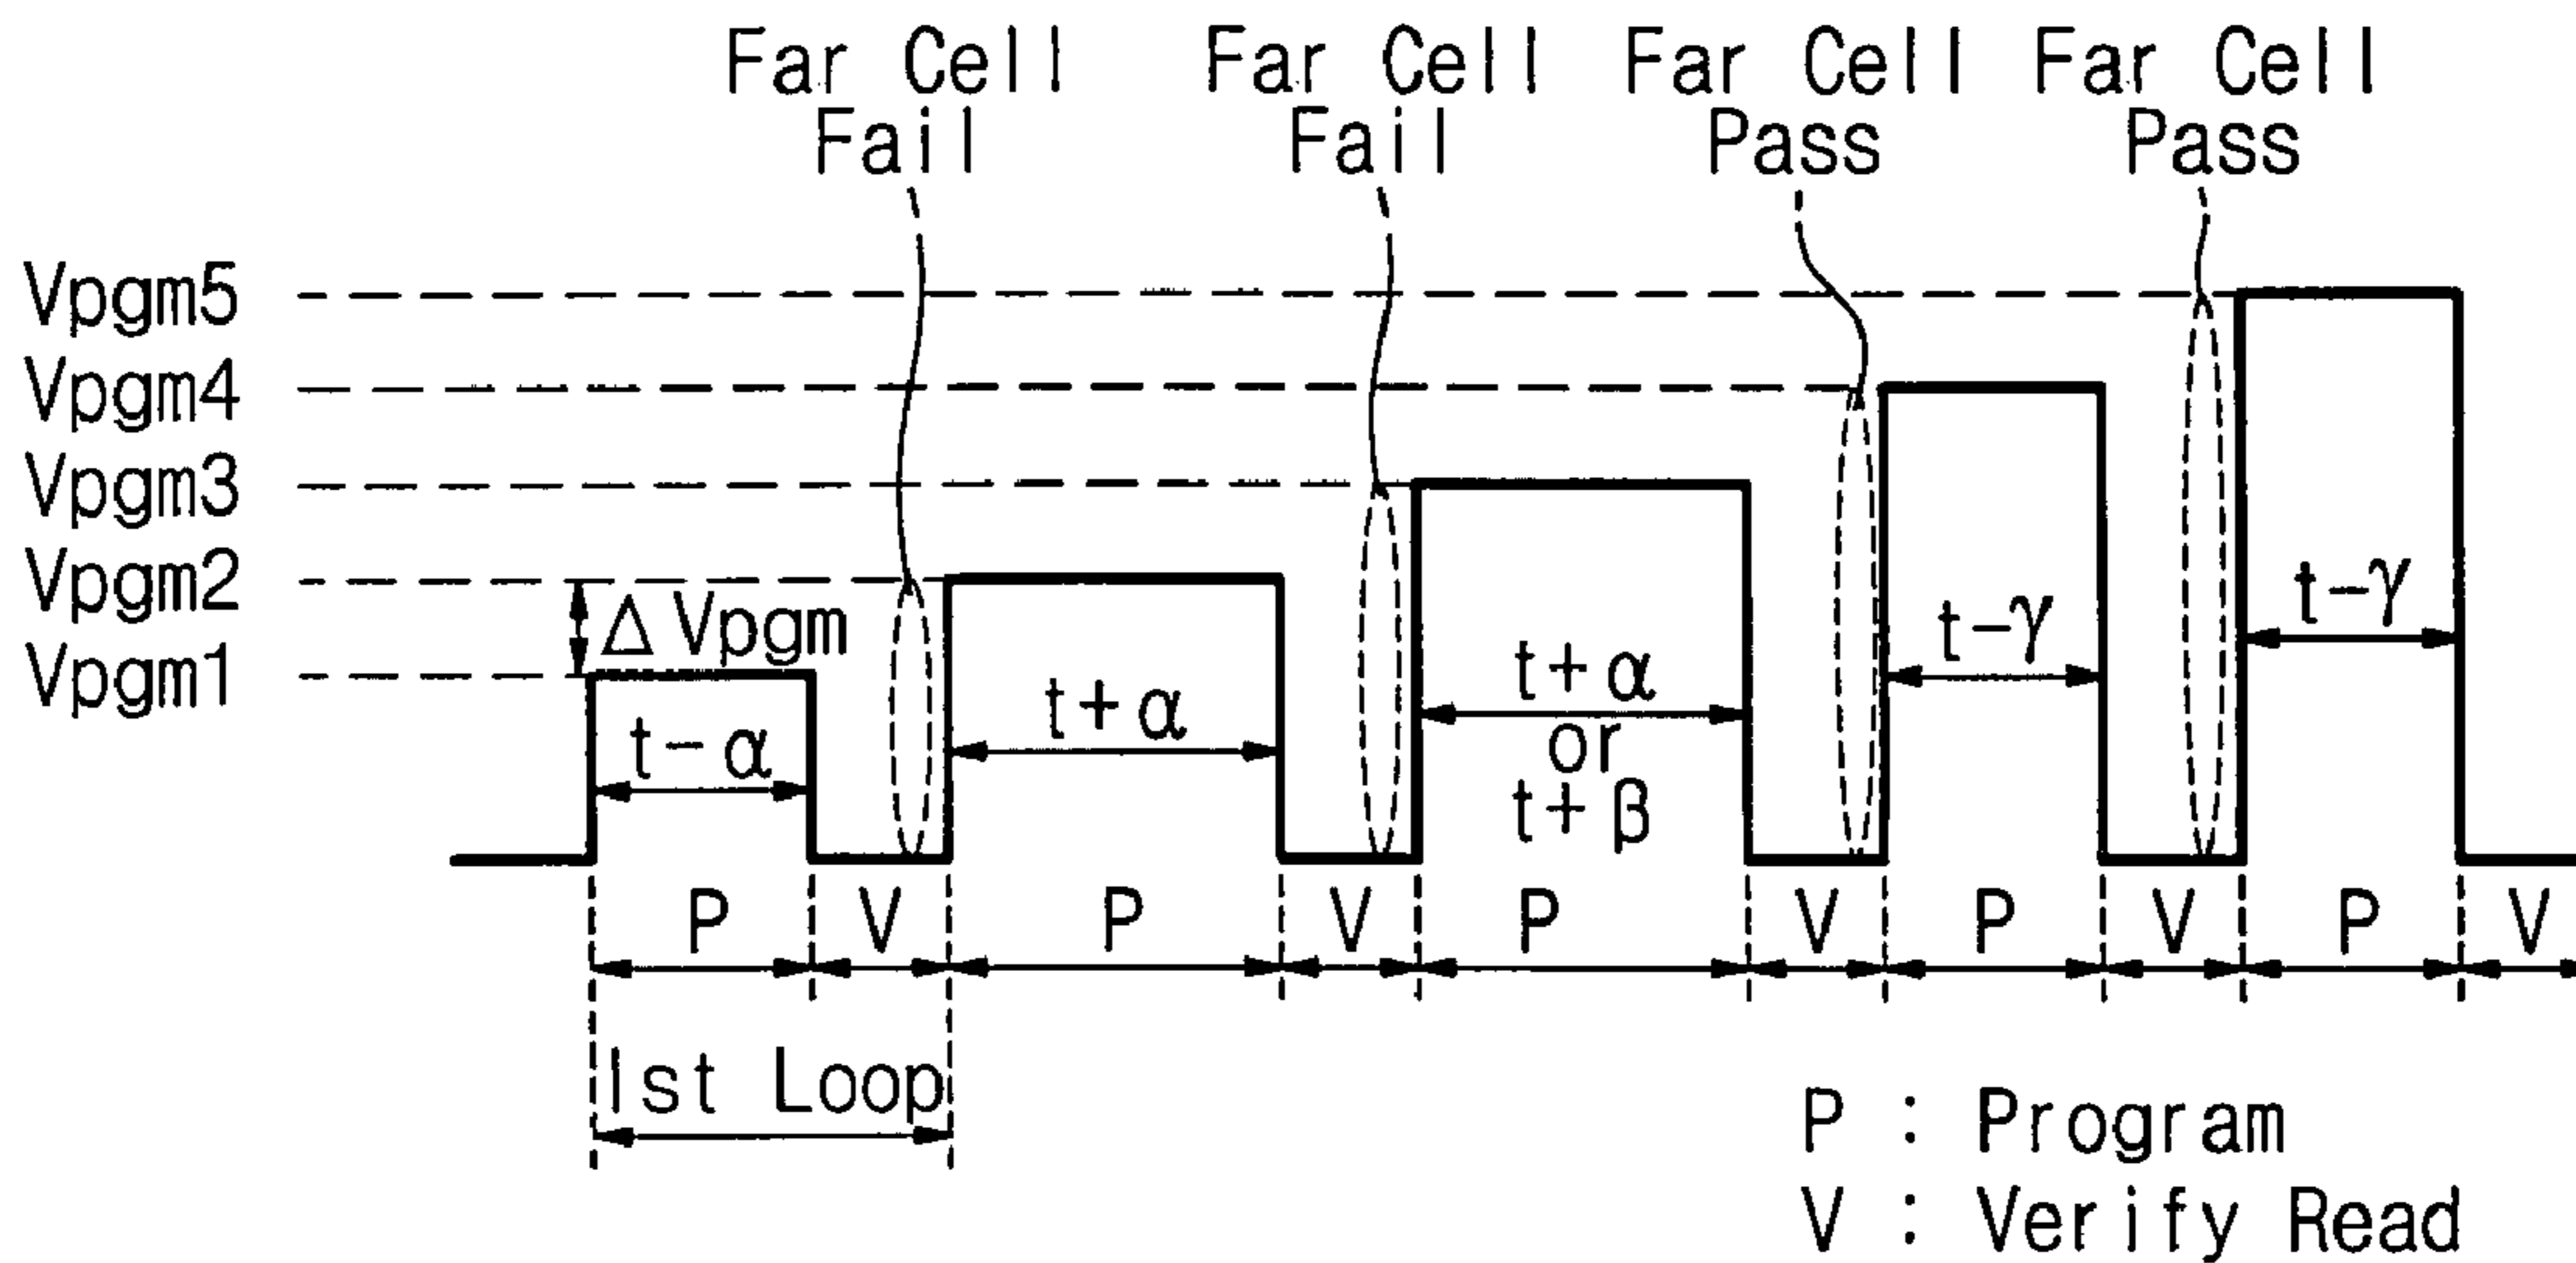 Far Cell Far Cell Far Cell Far Cell
Fail Fail Pass Pass
Vpgm5
Vpgm4
Vpgm3
Vpgm2
Vpgm1
ΔVpgm
t-α
t+α
t+α
or
t+β
t-γ
t-γ
P V P V P V P V P V
1st Loop
P : Program
V : Verify Read